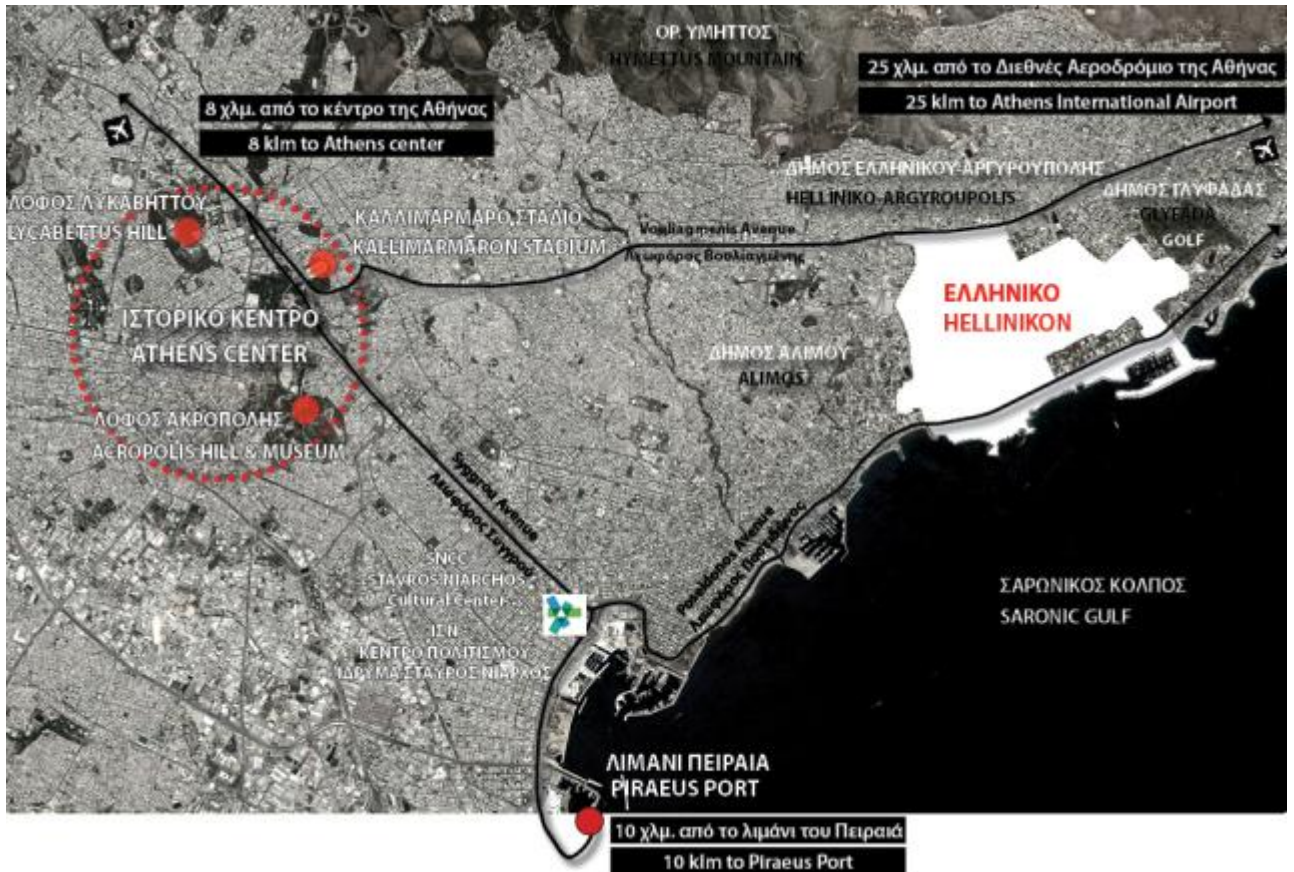 ΟΡ. ΥΜΗΤΤΟΣ
HYMETTUS MOUNTAIN
25 χλμ. από το Διεθνές Αεροδρόμιο της Αθήνας
25 klm to Athens International Airport
8 χλμ. από το κέντρο της Αθήνας
8 klm to Athens center
ΔΗΜΟΣ ΕΛΛΗΝΙΚΟΥ-ΑΡΓΥΡΟΥΠΟΛΗΣ
HELLINIKO-ARGYROUPOLIS
ΔΗΜΟΣ ΓΛΥΦΑΔΑΣ
GLYFADA
GOLF
ΛΟΦΟΣ ΛΥΚΑΒΗΤΤΟΥ
LYCABETTUS HILL
ΚΑΛΛΙΜΑΡΜΑΡΟ ΣΤΑΔΙΟ
KALLIMARMARON STADIUM
Vouliagmenis Avenue
Λεωφόρος Βουλιαγμένης
ΕΛΛΗΝΙΚΟ
HELLINIKON
ΙΣΤΟΡΙΚΟ ΚΕΝΤΡΟ
ATHENS CENTER
ΔΗΜΟΣ ΑΛΙΜΟΥ
ALIMOS
ΛΟΦΟΣ ΑΚΡΟΠΟΛΗΣ
ACROPOLIS HILL & MUSEUM
Syggrou Avenue
Λεωφόρος Συγγρού
Poseidonos Avenue
Λεωφόρος Ποσειδώνος
SNCC
STAVROS NIARCHOS
Cultural Center
ΙΣΝ
ΚΕΝΤΡΟ ΠΟΛΙΤΙΣΜΟΥ
ΙΔΡΥΜΑ ΣΤΑΥΡΟΣ ΝΙΑΡΧΟΣ
ΣΑΡΩΝΙΚΟΣ ΚΟΛΠΟΣ
SARONIC GULF
ΛΙΜΑΝΙ ΠΕΙΡΑΙΑ
PIRAEUS PORT
10 χλμ. από το λιμάνι του Πειραιά
10 klm to Piraeus Port